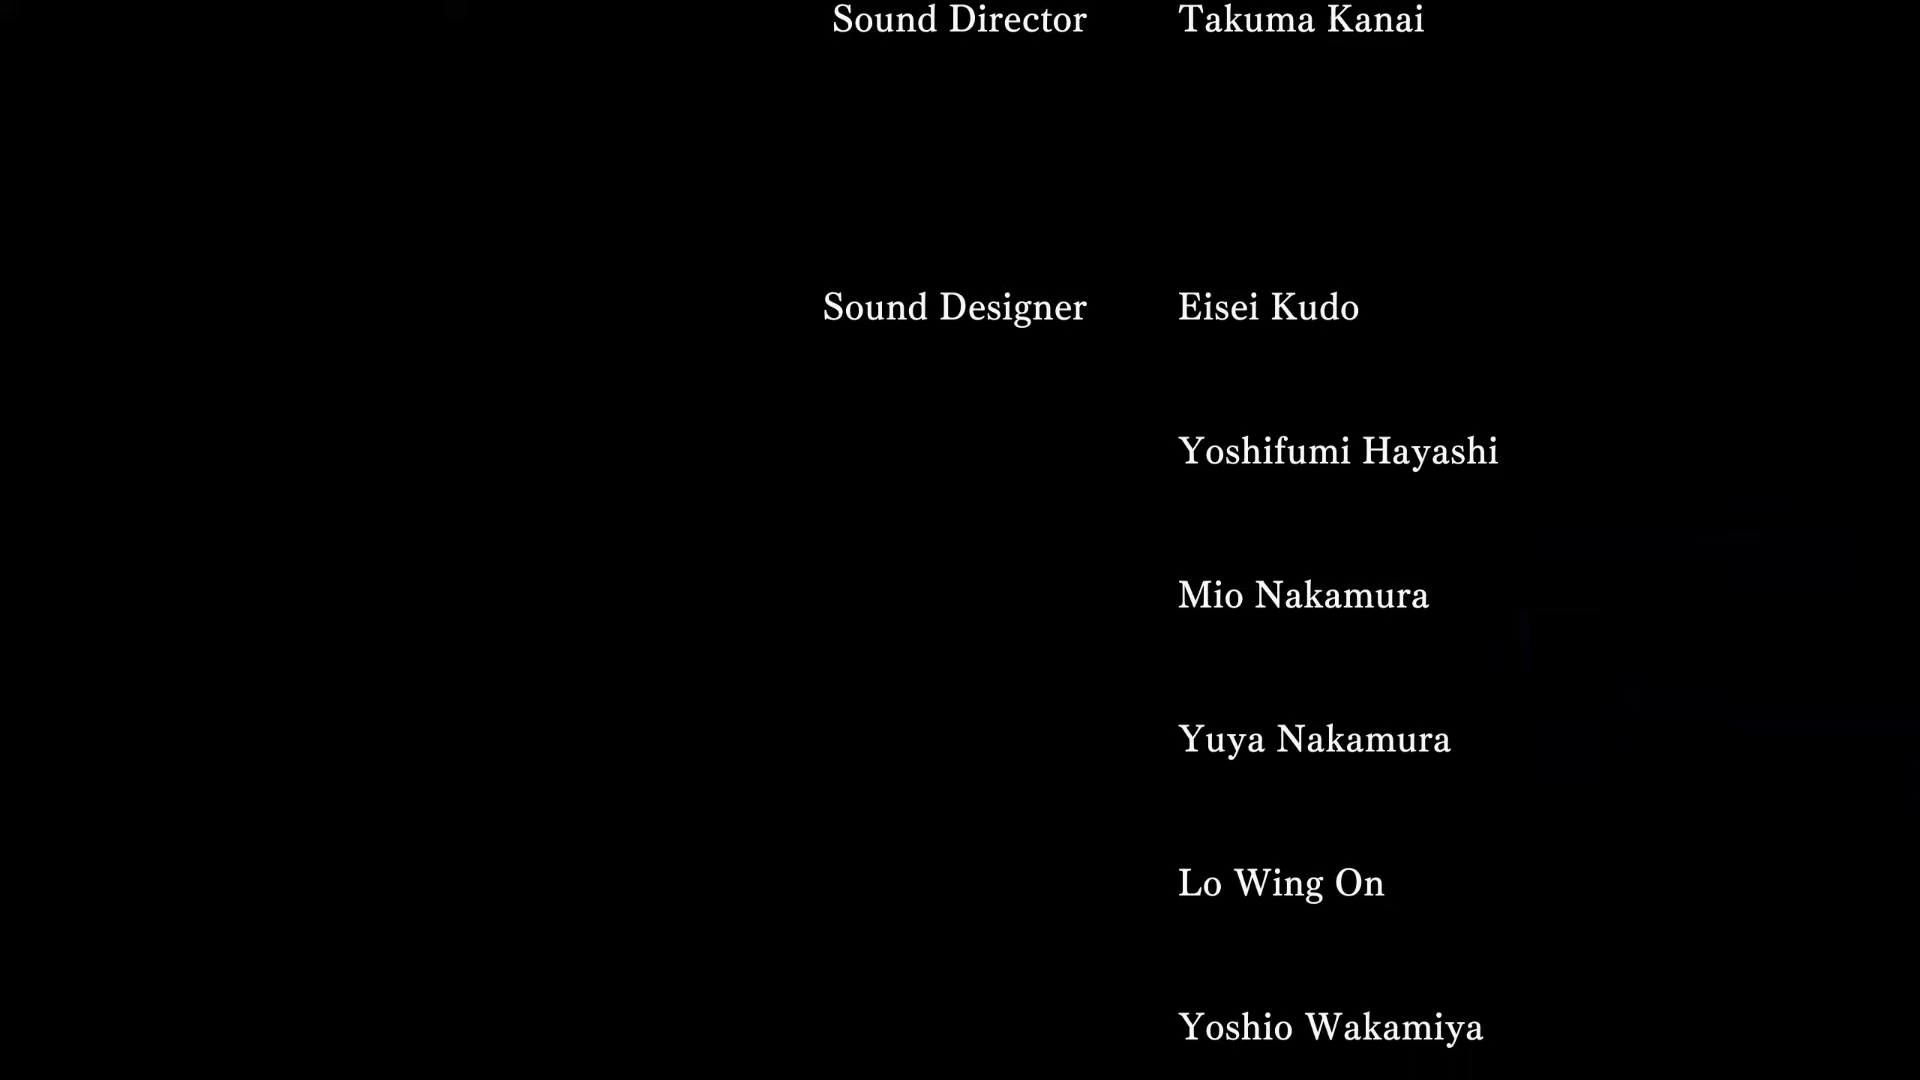 Sound Director Takuma Kanai
Sound Designer Eisei Kudo
Yoshifumi Hayashi
Mio Nakamura
Yuya Nakamura
Lo Wing On
Yoshio Wakamiya